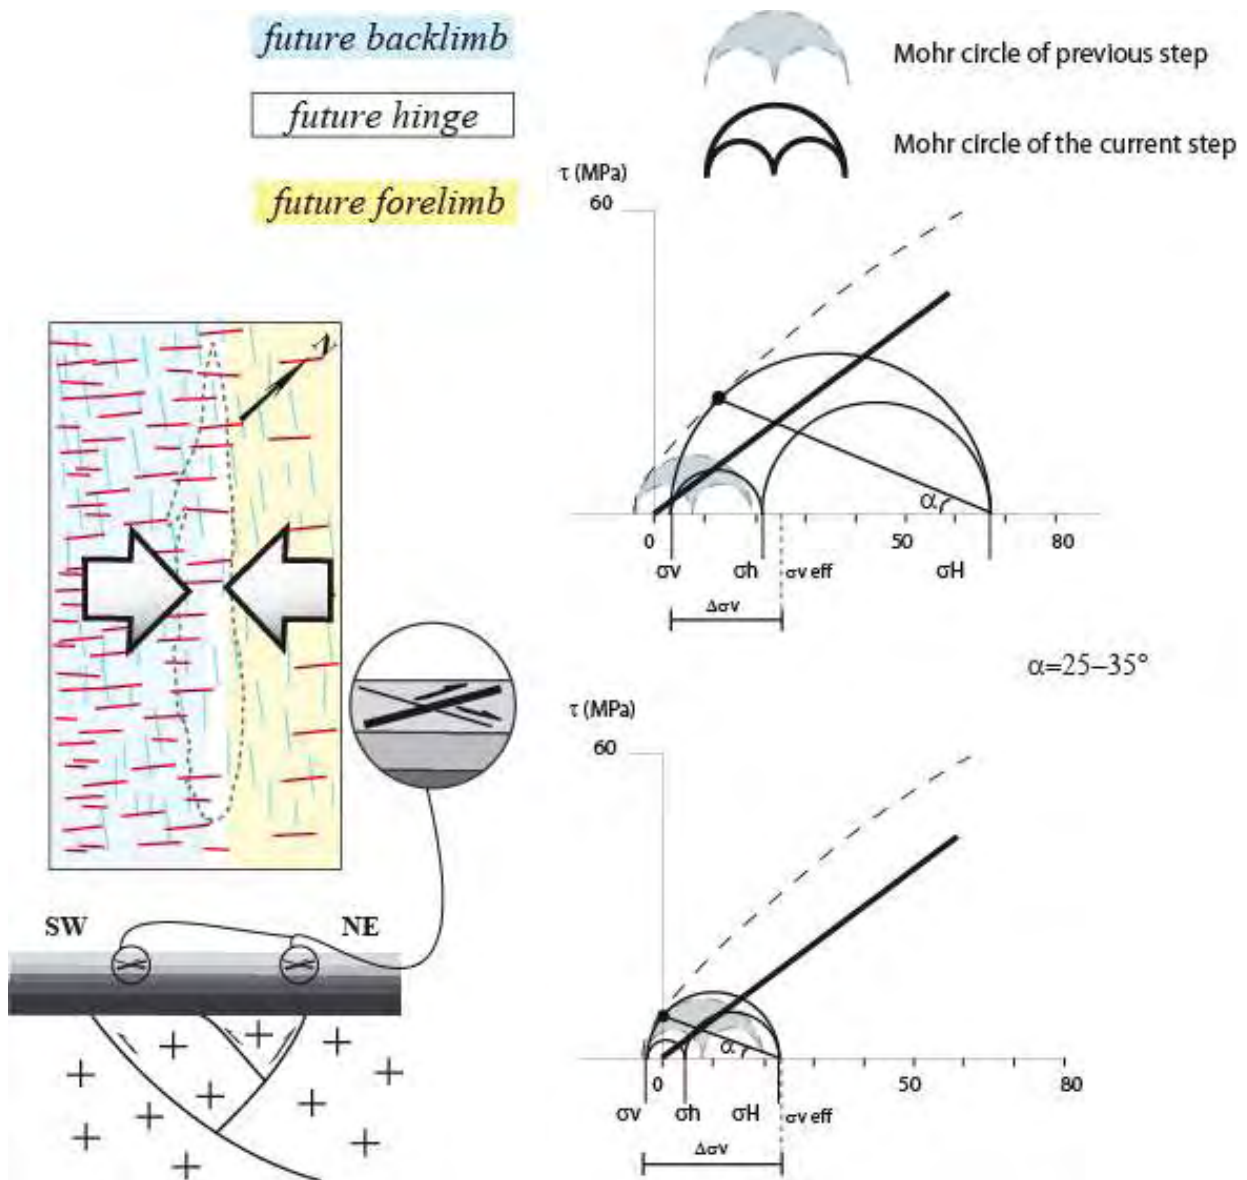 future backlimb
future hinge
future forelimb
Mohr circle of previous step
Mohr circle of the current step
τ (MPa)
60
N
α
0
50
80
σv
σh
σv eff
σH
Δσv
α=25–35°
τ (MPa)
60
α
0
50
80
σv
σh
σH
σv eff
Δσv
SW
NE